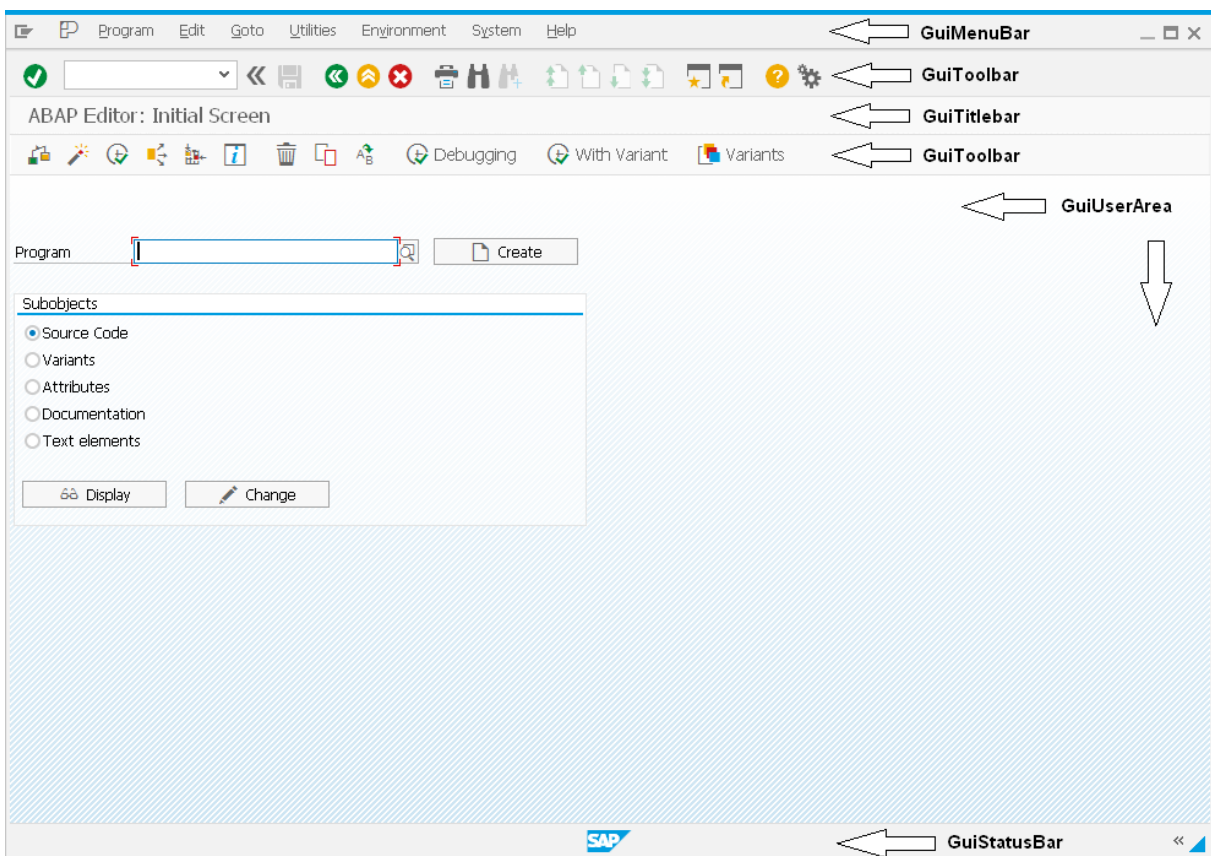 Program Edit Goto Utilities Environment System Help GuiMenuBar
GuiToolbar
ABAP Editor: Initial Screen GuiTitlebar
Debugging With Variant Variants GuiToolbar
GuiUserArea
Program Create
Subobjects
Source Code
Variants
Attributes
Documentation
Text elements
Display Change
SAP GuiStatusBar